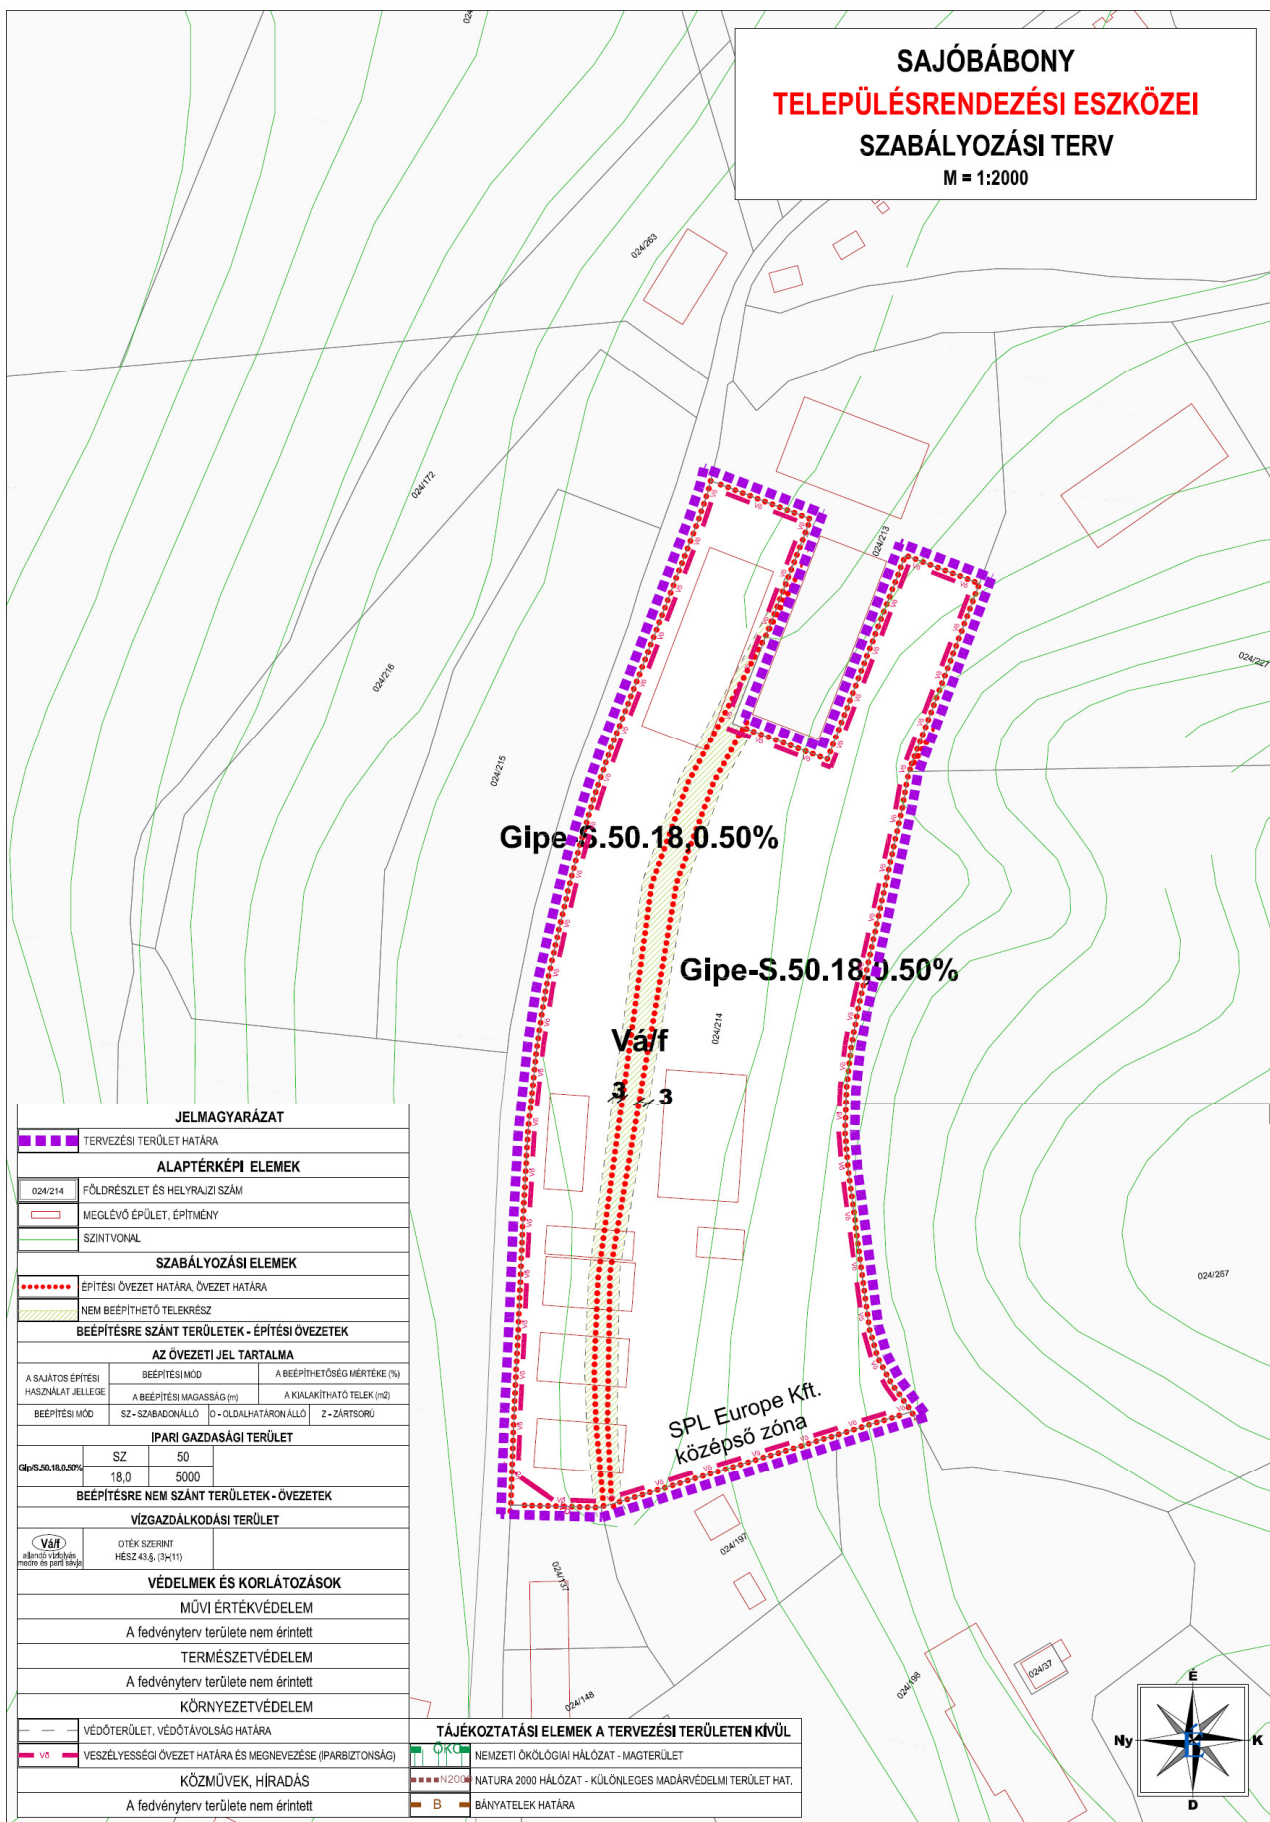 SAJÓBÁBONY
TELEPÜLÉSRENDEZÉSI ESZKÖZEI
SZABÁLYOZÁSI TERV
M = 1:2000
024/263
024/172
024/213
024/227
024/216
024/215
Gipe-S.50.18,0.50%
Gipe-S.50.18,0.50%
024/214
Vá/f
3 3
024/267
SPL Europe Kft.
középső zóna
024/197
024/137
024/198
024/37
024/148
JELMAGYARÁZAT
TERVEZÉSI TERÜLET HATÁRA
ALAPTÉRKÉPI ELEMEK
024/214 FÖLDRÉSZLET ÉS HELYRAJZI SZÁM
MEGLÉVŐ ÉPÜLET, ÉPÍTMÉNY
SZINTVONAL
SZABÁLYOZÁSI ELEMEK
ÉPÍTÉSI ÖVEZET HATÁRA, ÖVEZET HATÁRA
NEM BEÉPÍTHETŐ TELEKRÉSZ
BEÉPÍTÉSRE SZÁNT TERÜLETEK - ÉPÍTÉSI ÖVEZETEK
AZ ÖVEZETI JEL TARTALMA
A SAJÁTOS ÉPÍTÉSI HASZNÁLAT JELLEGE
BEÉPÍTÉSI MÓD A BEÉPÍTHETŐSÉG MÉRTÉKE (%)
A BEÉPÍTÉSI MAGASSÁG (m) A KIALAKÍTHATÓ TELEK (m2)
BEÉPÍTÉSI MÓD SZ - SZABADONÁLLÓ O - OLDALHATÁRON ÁLLÓ Z - ZÁRTSORÚ
IPARI GAZDASÁGI TERÜLET
Gip/S.50.18,0.50% SZ 50
18,0 5000
BEÉPÍTÉSRE NEM SZÁNT TERÜLETEK - ÖVEZETEK
VÍZGAZDÁLKODÁSI TERÜLET
Vá/f
állandó vízfolyás
medre és parti sávja
OTÉK SZERINT
HÉSZ 43.§. (3)-(11)
VÉDELMEK ÉS KORLÁTOZÁSOK
MŰVI ÉRTÉKVÉDELEM
A fedvényterv területe nem érintett
TERMÉSZETVÉDELEM
A fedvényterv területe nem érintett
KÖRNYEZETVÉDELEM
VÉDŐTERÜLET, VÉDŐTÁVOLSÁG HATÁRA
Vö VESZÉLYESSÉGI ÖVEZET HATÁRA ÉS MEGNEVEZÉSE (IPARBIZTONSÁG)
KÖZMŰVEK, HÍRADÁS
A fedvényterv területe nem érintett
TÁJÉKOZTATÁSI ELEMEK A TERVEZÉSI TERÜLETEN KÍVÜL
ÖKO NEMZETI ÖKOLÓGIAI HÁLÓZAT - MAGTERÜLET
N2000 NATURA 2000 HÁLÓZAT - KÜLÖNLEGES MADÁRVÉDELMI TERÜLET HAT.
B BÁNYATELEK HATÁRA
É
Ny
K
D
É